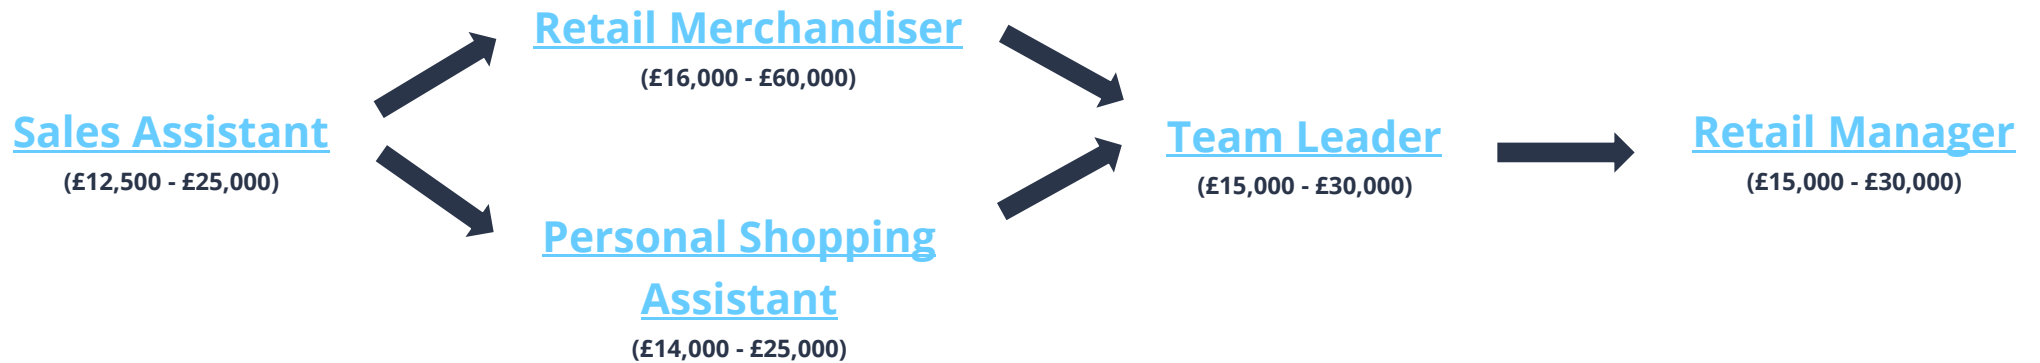 Sales Assistant
(£12,500 - £25,000)
Retail Merchandiser
(£16,000 - £60,000)
Personal Shopping
Assistant
(£14,000 - £25,000)
Team Leader
(£15,000 - £30,000)
Retail Manager
(£15,000 - £30,000)